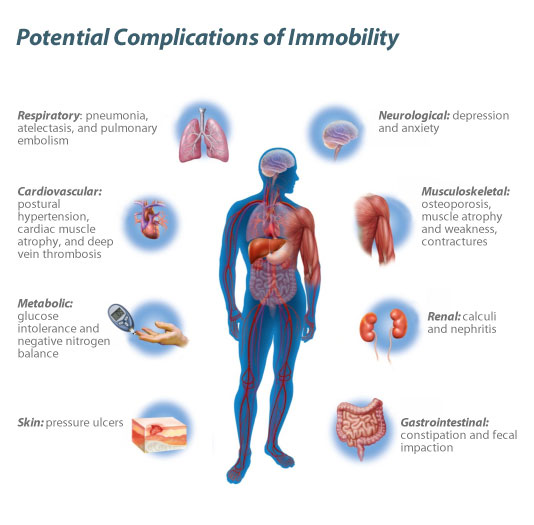 Potential Complications of Immobility
Respiratory: pneumonia,
atelectasis, and pulmonary
embolism
Neurological: depression
and anxiety
Cardiovascular:
postural
hypertension,
cardiac muscle
atrophy, and deep
vein thrombosis
Musculoskeletal:
osteoporosis,
muscle atrophy
and weakness,
contractures
Metabolic:
glucose
intolerance and
negative nitrogen
balance
Renal: calculi
and nephritis
Skin: pressure ulcers
Gastrointestinal:
constipation and fecal
impaction